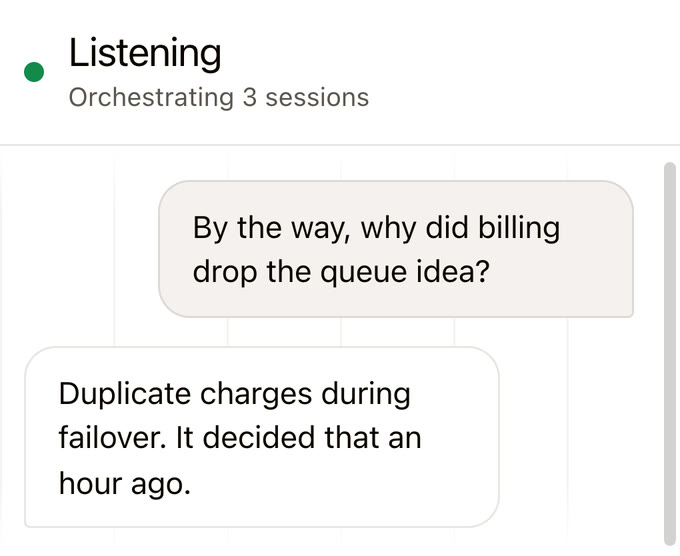 Listening
Orchestrating 3 sessions
By the way, why did billing
drop the queue idea?
Duplicate charges during
failover. It decided that an
hour ago.